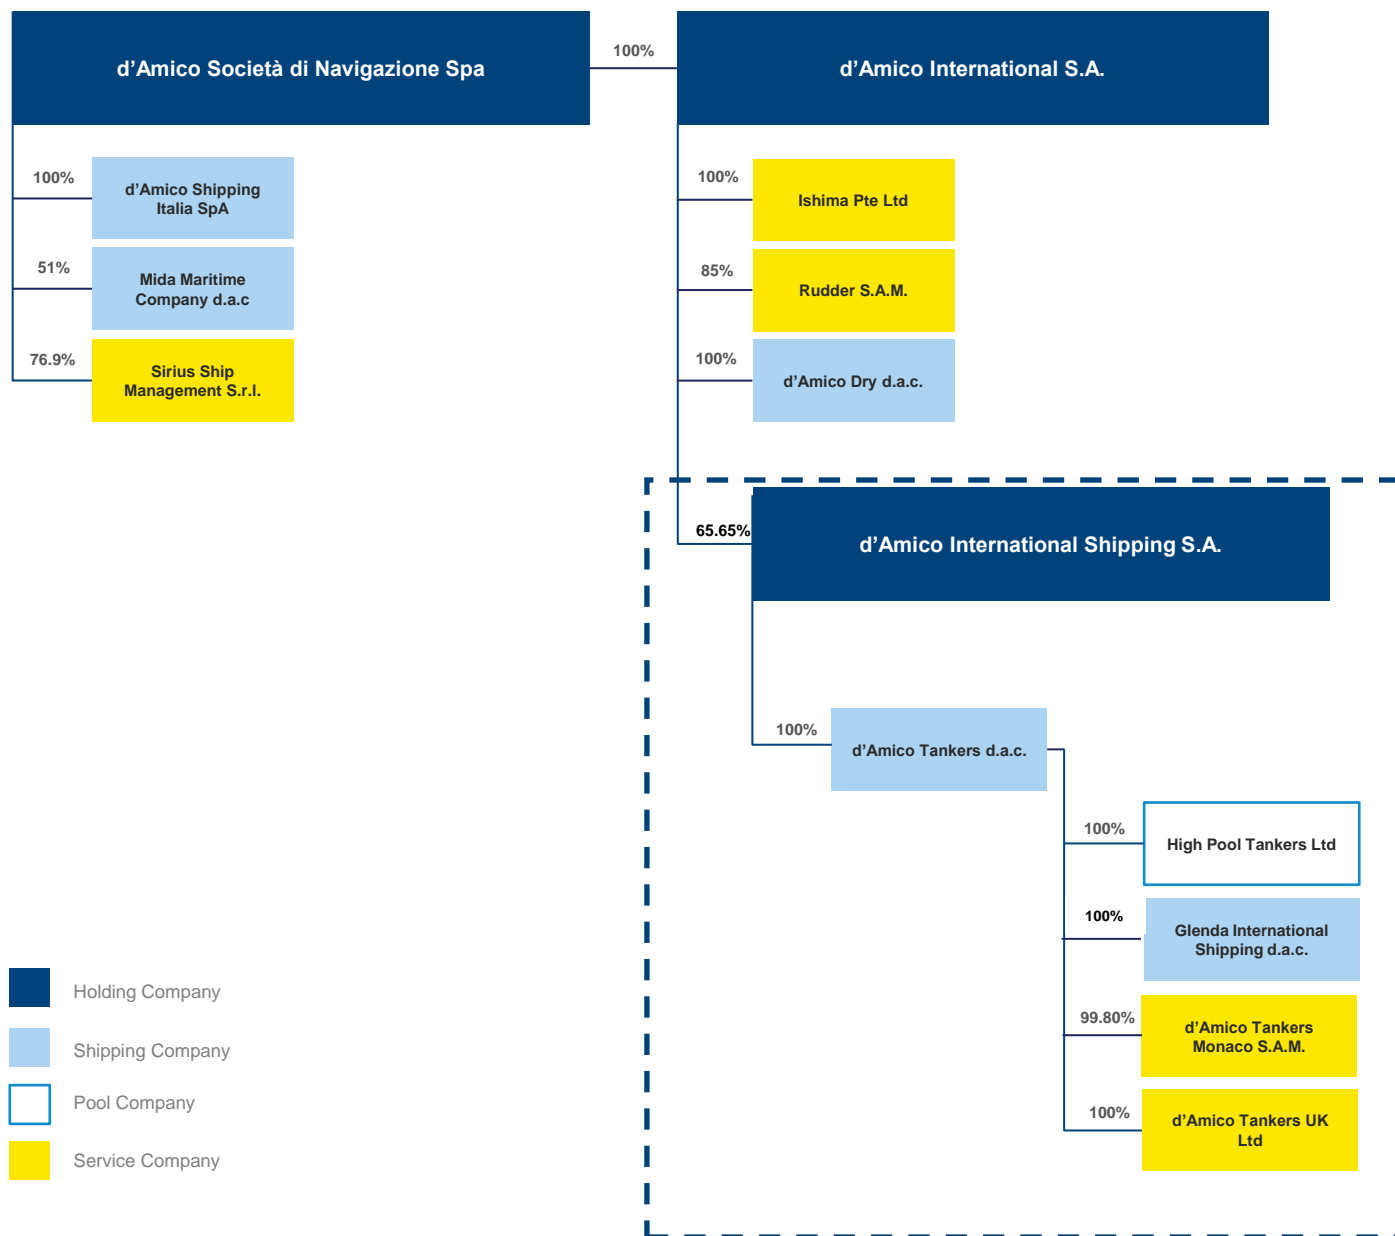 d'Amico Società di Navigazione Spa
100%
d'Amico International S.A.
100%
d'Amico Shipping
Italia SpA
51%
Mida Maritime
Company d.a.c
76.9%
Sirius Ship
Management S.r.l.
100%
Ishima Pte Ltd
85%
Rudder S.A.M.
100%
d'Amico Dry d.a.c.
65.65%
d'Amico International Shipping S.A.
100%
d'Amico Tankers d.a.c.
100%
High Pool Tankers Ltd
100%
Glenda International
Shipping d.a.c.
99.80%
d'Amico Tankers
Monaco S.A.M.
100%
d'Amico Tankers UK
Ltd
Holding Company
Shipping Company
Pool Company
Service Company